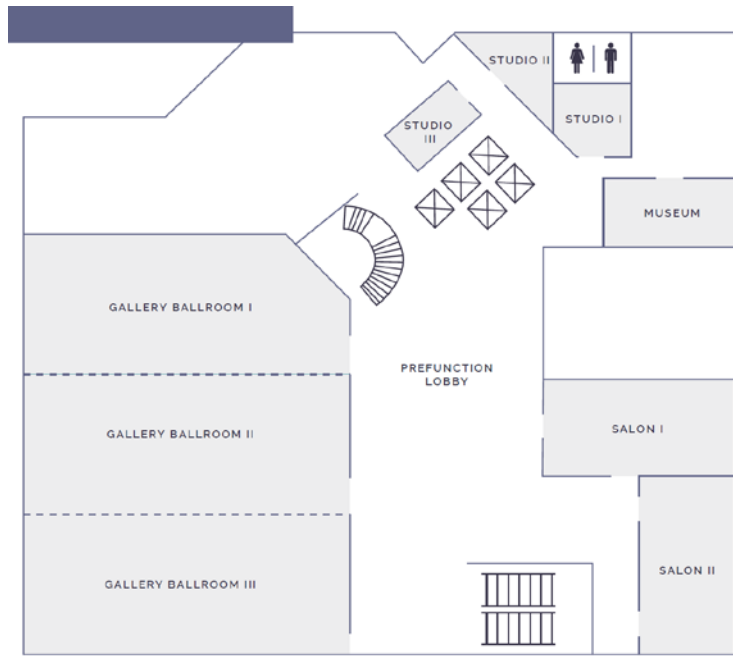 STUDIO II
STUDIO I
STUDIO
III
MUSEUM
GALLERY BALLROOM I
PREFUNCTION
LOBBY
GALLERY BALLROOM II
SALON I
GALLERY BALLROOM III
SALON II